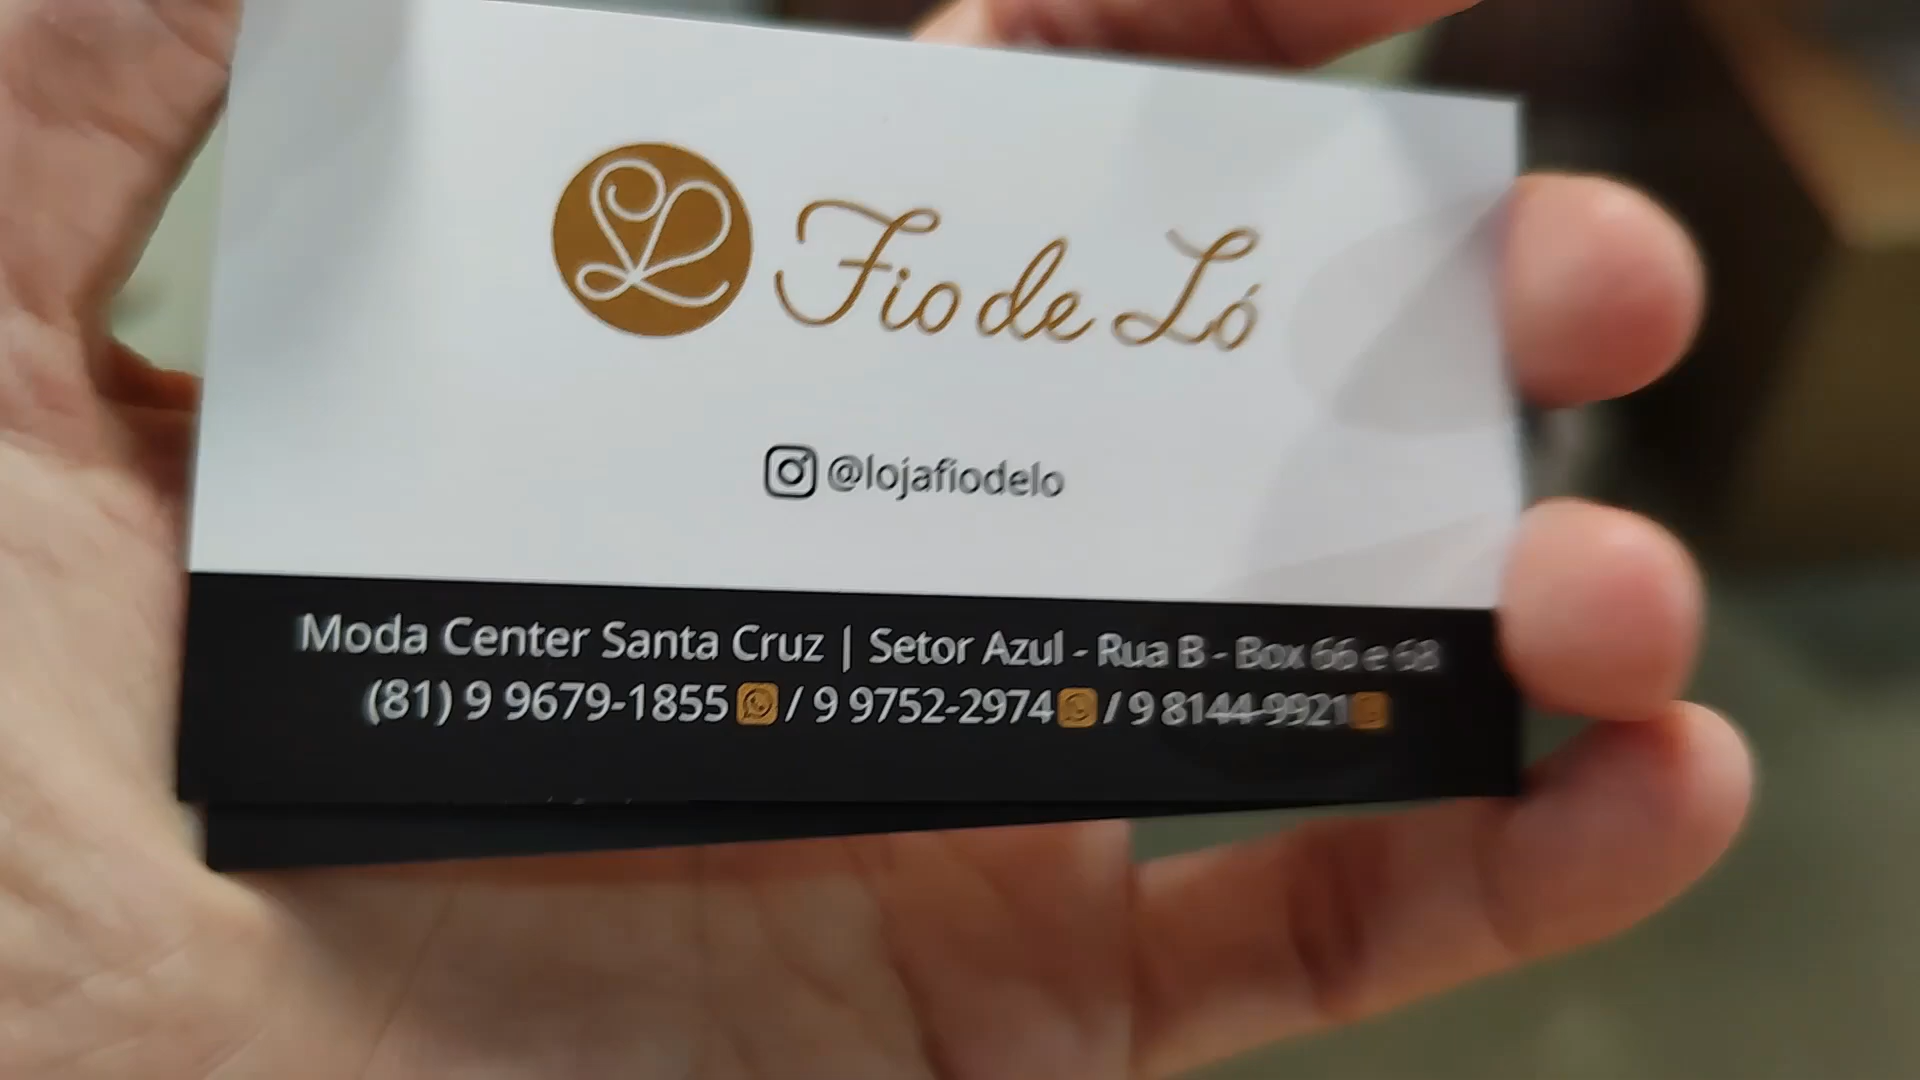 Fio de Ló
@lojafiodelo
Moda Center Santa Cruz | Setor Azul - Rua B - Box 66 e 68
(81) 9 9679-1855 / 9 9752-2974 / 9 8144-9921